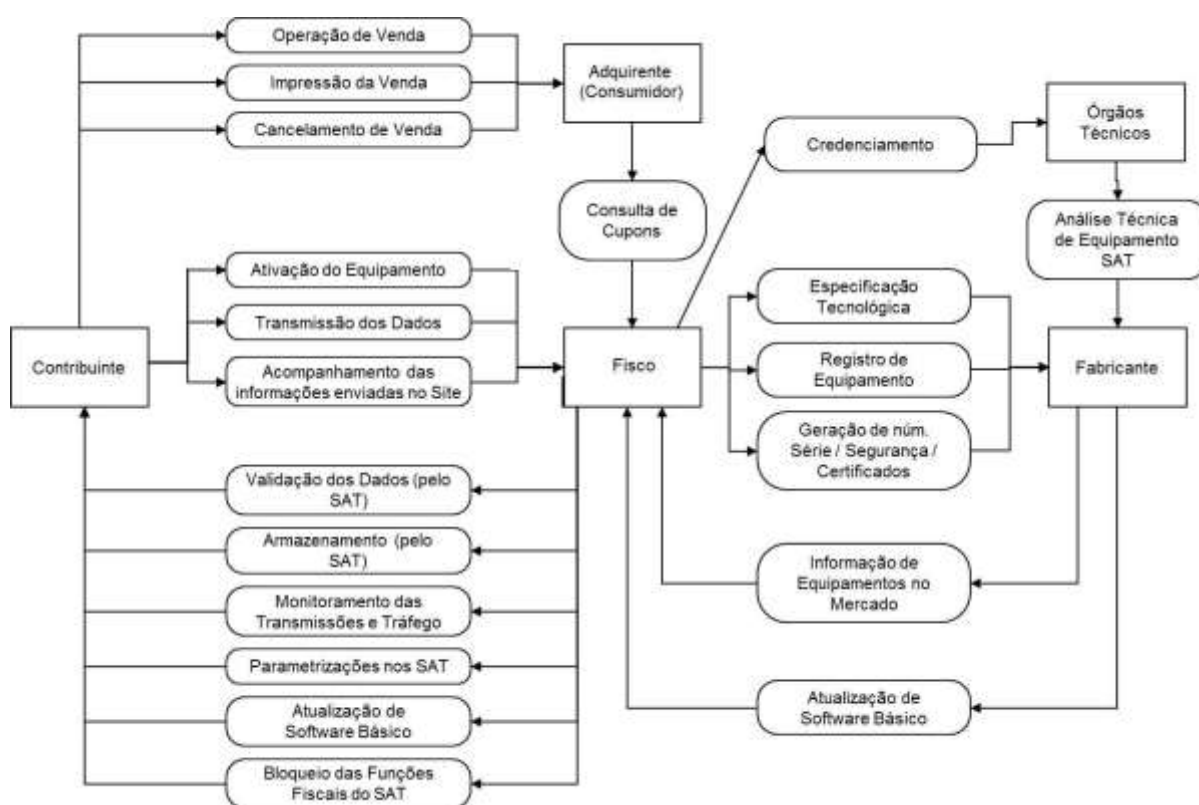 Operação de Venda
Impressão da Venda
Cancelamento de Venda
Adquirente
(Consumidor)
Credenciamento
Órgãos
Técnicos
Consulta de
Cupons
Análise Técnica
de Equipamento
SAT
Ativação do Equipamento
Transmissão dos Dados
Acompanhamento das
informações enviadas no Site
Contribuinte
Fisco
Especificação
Tecnológica
Registro de
Equipamento
Geração de núm.
Série / Segurança /
Certificados
Fabricante
Validação dos Dados (pelo
SAT)
Armazenamento (pelo
SAT)
Monitoramento das
Transmissões e Tráfego
Parametrizações nos SAT
Atualização de
Software Básico
Bloqueio das Funções
Fiscais do SAT
Informação de
Equipamentos no
Mercado
Atualização de
Software Básico